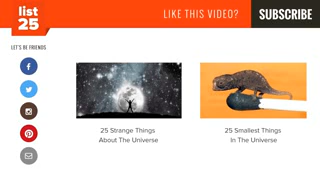 list
25
LIKE THIS VIDEO?
SUBSCRIBE
LET'S BE FRIENDS
25 Strange Things
About The Universe
25 Smallest Things
In The Universe